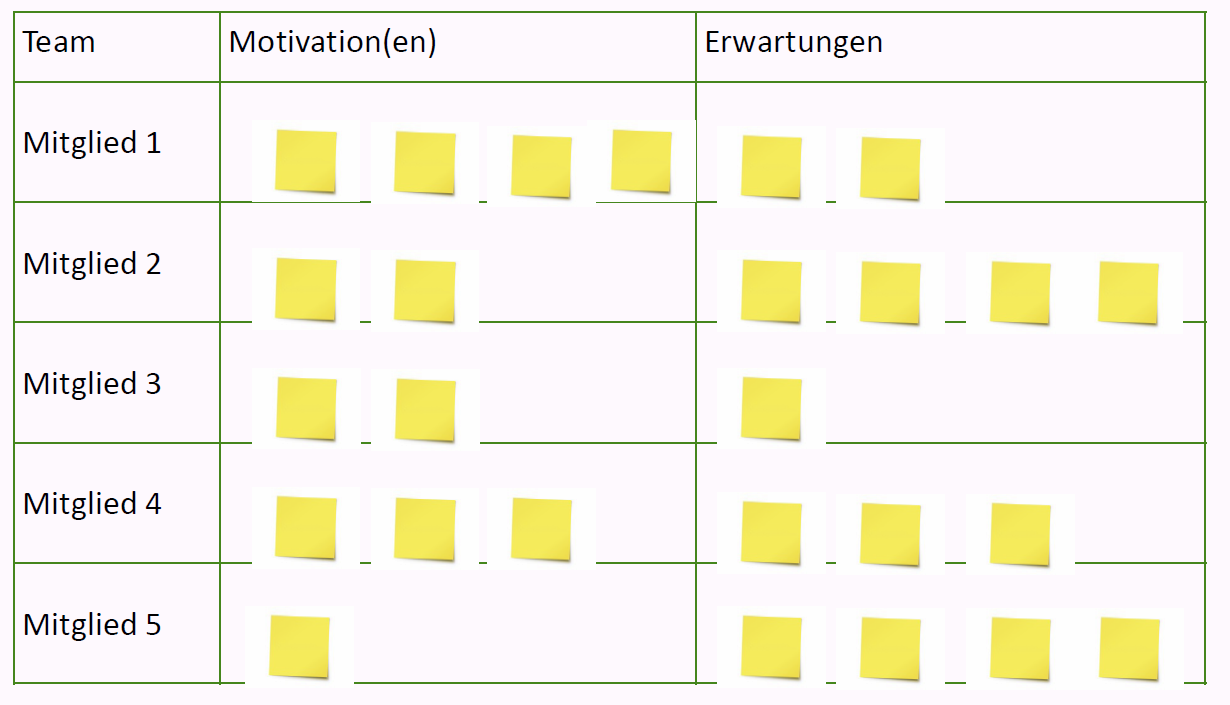 Team Motivation(en) Erwartungen
Mitglied 1
Mitglied 2
Mitglied 3
Mitglied 4
Mitglied 5